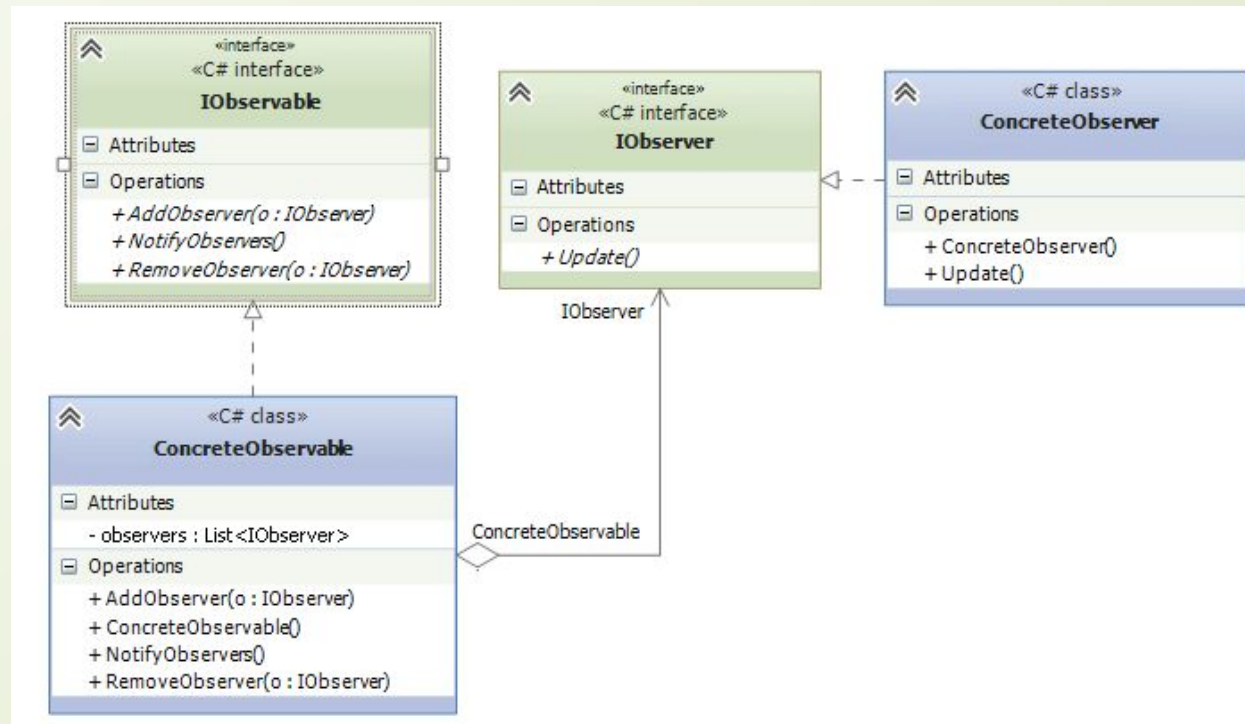 «interface»
«C# interface»
IObservable
Attributes
Operations
+ AddObserver(o : IObserver)
+ NotifyObservers()
+ RemoveObserver(o : IObserver)
«interface»
«C# interface»
IObserver
Attributes
Operations
+ Update()
«C# class»
ConcreteObserver
Attributes
Operations
+ ConcreteObserver()
+ Update()
IObserver
«C# class»
ConcreteObservable
Attributes
- observers : List<IObserver>
Operations
+ AddObserver(o : IObserver)
+ ConcreteObservable()
+ NotifyObservers()
+ RemoveObserver(o : IObserver)
ConcreteObservable